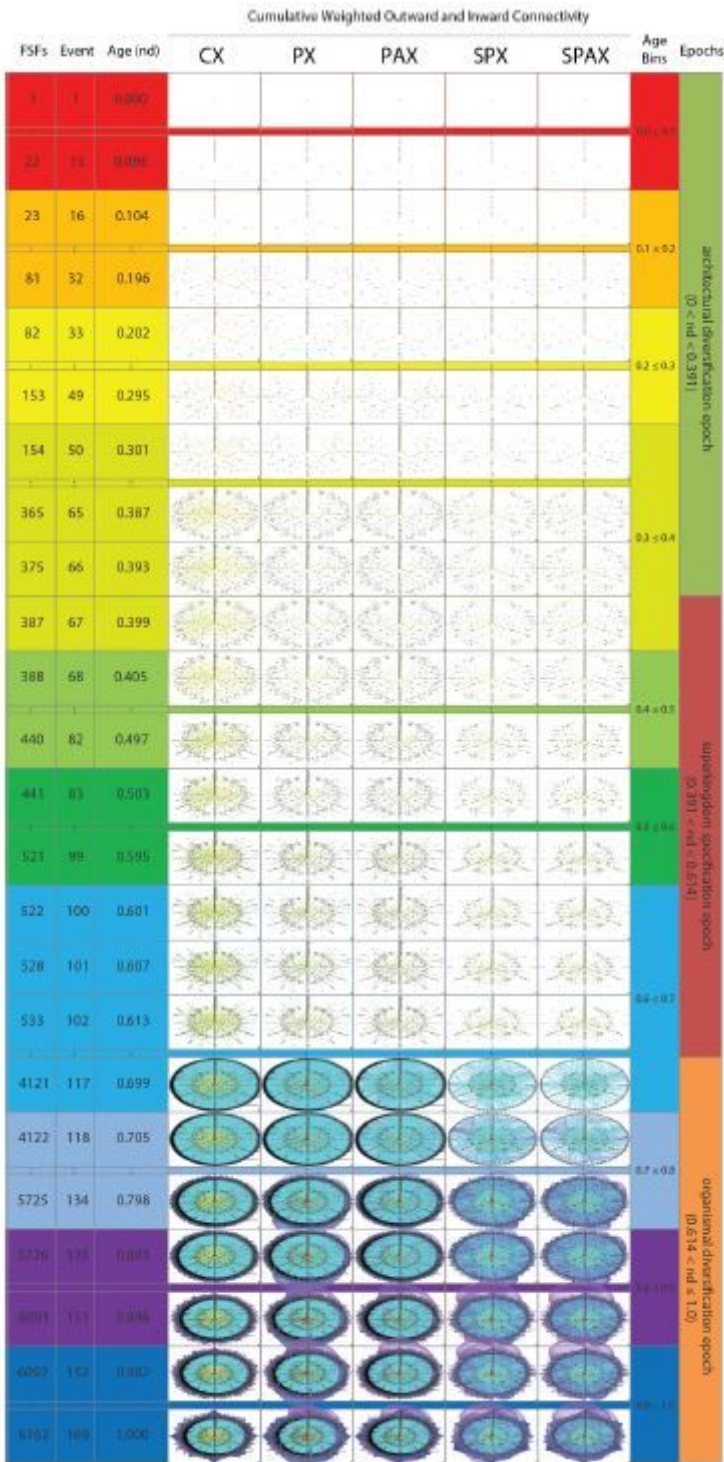 Cumulative Weighted Outward and Inward Connectivity
FSFs Event Age (nd) CX PX PAX SPX SPAX Age Bins Epochs
1 1 0.000
22 15
23 16 0.104
0.1 ≤ 0.2
81 32 0.196
82 33 0.202
0.2 ≤ 0.3
153 49 0.295
154 50 0.301
365 65 0.387
0.3 ≤ 0.4
375 66 0.393
387 67 0.399
388 68 0.405
0.4 ≤ 0.5
440 82 0.497
441 83 0.503
521 99 0.595
522 100 0.601
528 101 0.607
0.6 ≤ 0.7
533 102 0.613
4121 117 0.699
4122 118 0.705
0.7 ≤ 0.8
5725 134 0.798
5726
151
152
1.000
architectural diversification epoch
(0 < nd < 0.391)
superkingdom specification epoch
(0.391 < nd < 0.614)
organismal diversification epoch
(0.614 < nd ≤ 1.0)